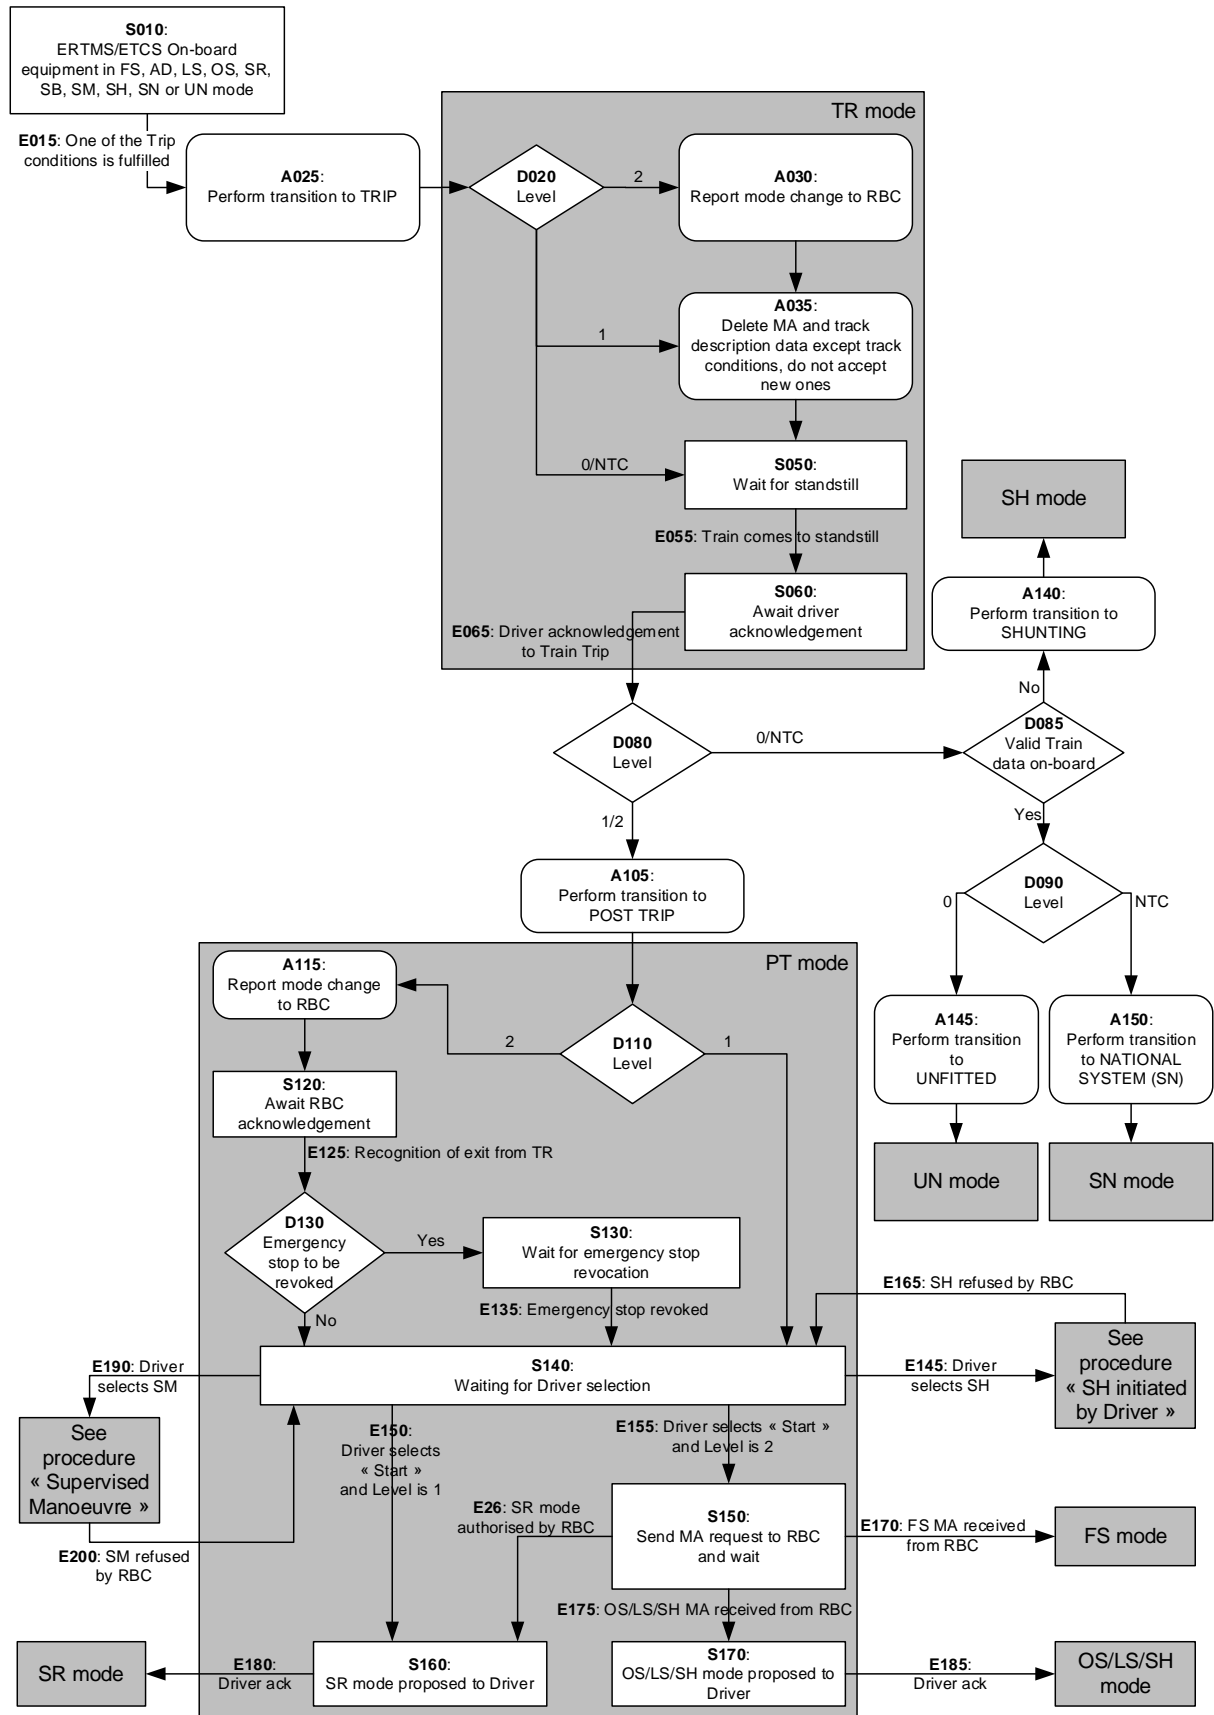 S010:
ERTMS/ETCS On-board
equipment in FS, AD, LS, OS, SR,
SB, SM, SH, SN or UN mode
E015: One of the Trip
conditions is fulfilled
A025:
Perform transition to TRIP
TR mode
D020
Level
2
A030:
Report mode change to RBC
A035:
Delete MA and track
description data except track
conditions, do not accept
new ones
1
0/NTC
S050:
Wait for standstill
E055: Train comes to standstill
S060:
Await driver
acknowledgement
E065: Driver acknowledgement
to Train Trip
SH mode
A140:
Perform transition to
SHUNTING
No
D080
Level
0/NTC
D085
Valid Train
data on-board
Yes
1/2
D090
Level
0
NTC
A105:
Perform transition to
POST TRIP
A145:
Perform transition
to
UNFITTED
A150:
Perform transition
to NATIONAL
SYSTEM (SN)
UN mode
SN mode
PT mode
A115:
Report mode change
to RBC
2
D110
Level
1
S120:
Await RBC
acknowledgement
E125: Recognition of exit from TR
D130
Emergency
stop to be
revoked
Yes
S130:
Wait for emergency stop
revocation
E135: Emergency stop revoked
No
E165: SH refused by RBC
S140:
Waiting for Driver selection
E190: Driver
selects SM
E145: Driver
selects SH
See
procedure
« SH initiated
by Driver »
See
procedure
« Supervised
Manoeuvre »
E150:
Driver selects
« Start »
and Level is 1
E155: Driver selects « Start »
and Level is 2
E200: SM refused
by RBC
E26: SR mode
authorised by RBC
S150:
Send MA request to RBC
and wait
E170: FS MA received
from RBC
FS mode
E175: OS/LS/SH MA received from RBC
SR mode
E180:
Driver ack
S160:
SR mode proposed to Driver
S170:
OS/LS/SH mode proposed to
Driver
E185:
Driver ack
OS/LS/SH
mode